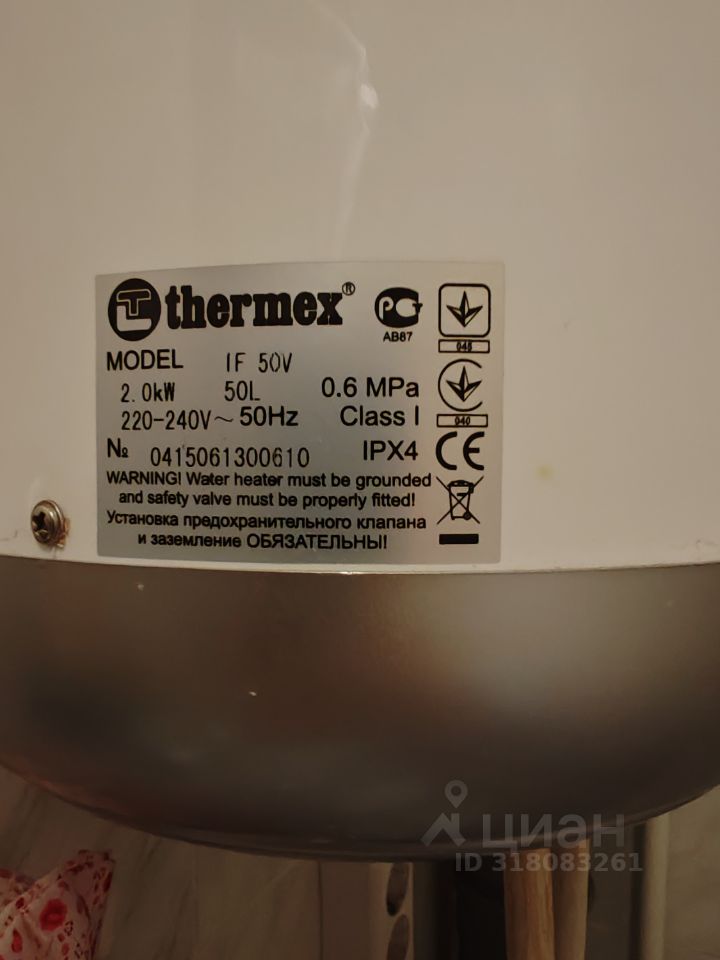 thermex®
АВ87
MODEL IF 50V
2.0kW 50L 0.6 MPa
220-240V~ 50Hz Class I
№ 0415061300610 IPX4
045
040
CE
WARNING! Water heater must be grounded
and safety valve must be properly fitted!
Установка предохранительного клапана
и заземление ОБЯЗАТЕЛЬНЫ!
циан
ID 318083261